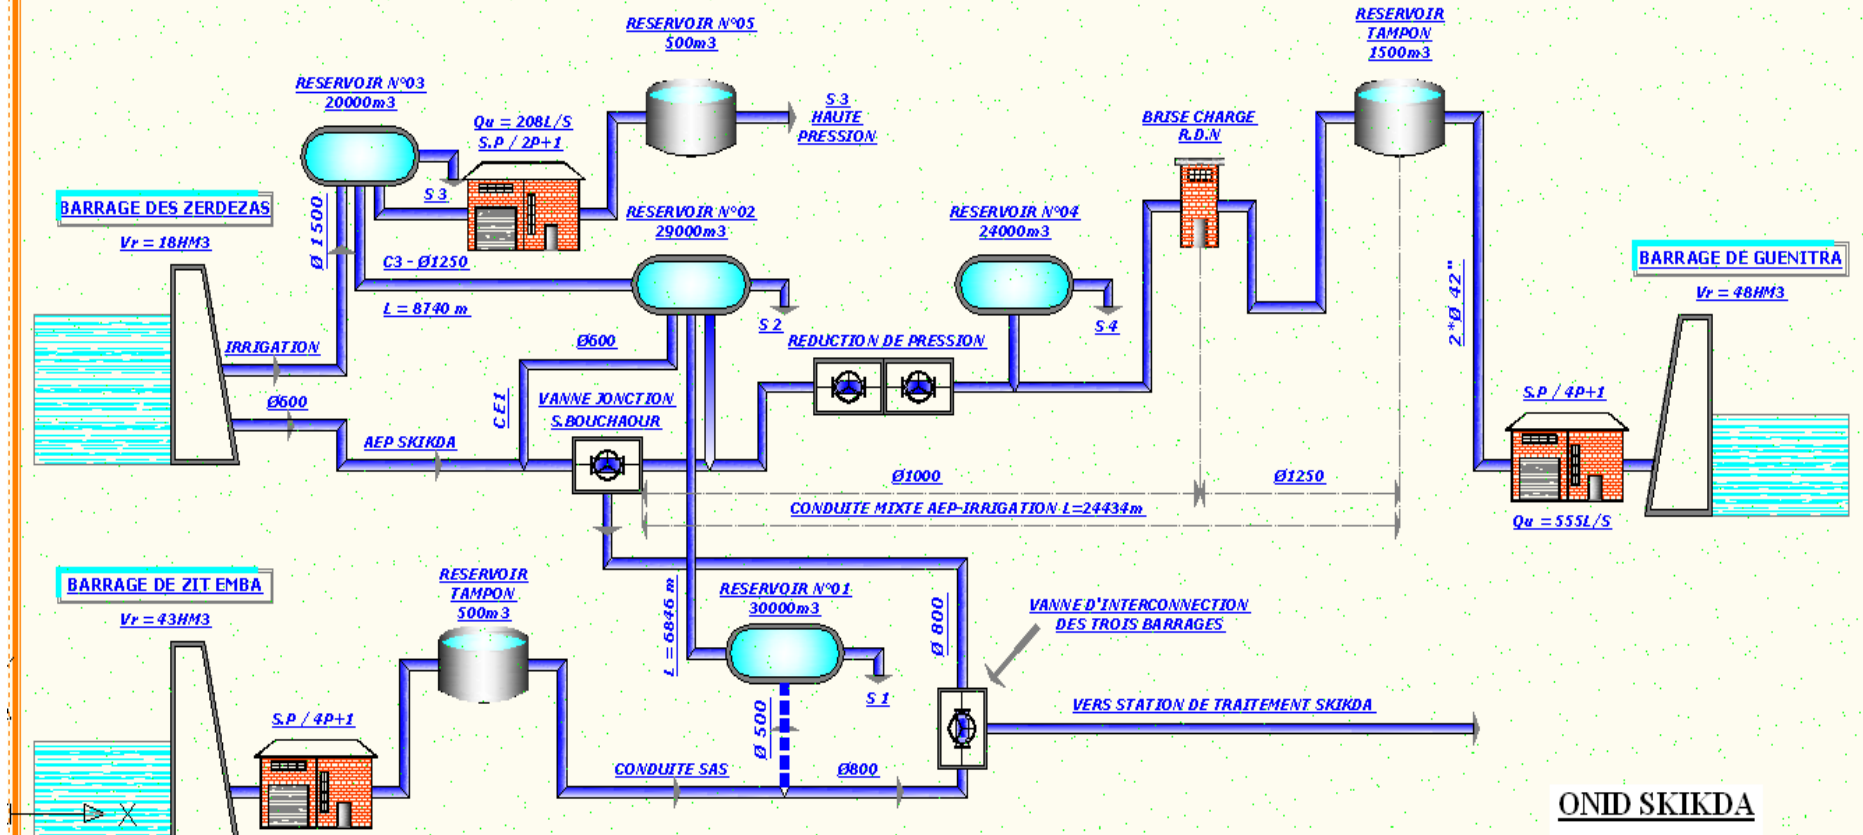 RESERVOIR N°05
500m3
RESERVOIR
TAMPON
1500m3
RESERVOIR N°03
20000m3
Qu = 208L/S
S.P / 2P+1
S 3
HAUTE
PRESSION
BRISE CHARGE
R.D.N
S 3
BARRAGE DES ZERDEZAS
Vr = 18HM3
Ø 1500
RESERVOIR N°02
29000m3
RESERVOIR N°04
24000m3
BARRAGE DE GUENITRA
Vr = 48HM3
C3 - Ø1250
L = 8740 m
2*Ø 42"
S 2
S 4
IRRIGATION
Ø600
REDUCTION DE PRESSION
Ø600
CE1
VANNE JONCTION
S.BOUCHAOUR
S.P / 4P+1
AEP SKIKDA
Ø1000
Ø1250
CONDUITE MIXTE AEP-IRRIGATION L=24434m
Qu = 555L/S
BARRAGE DE ZIT EMBA
Vr = 43HM3
RESERVOIR
TAMPON
500m3
L = 6846 m
RESERVOIR N°01
30000m3
Ø 800
VANNE D'INTERCONNECTION
DES TROIS BARRAGES
S 1
S.P / 4P+1
Ø 500
VERS STATION DE TRAITEMENT SKIKDA
CONDUITE SAS
Ø800
X
ONID SKIKDA